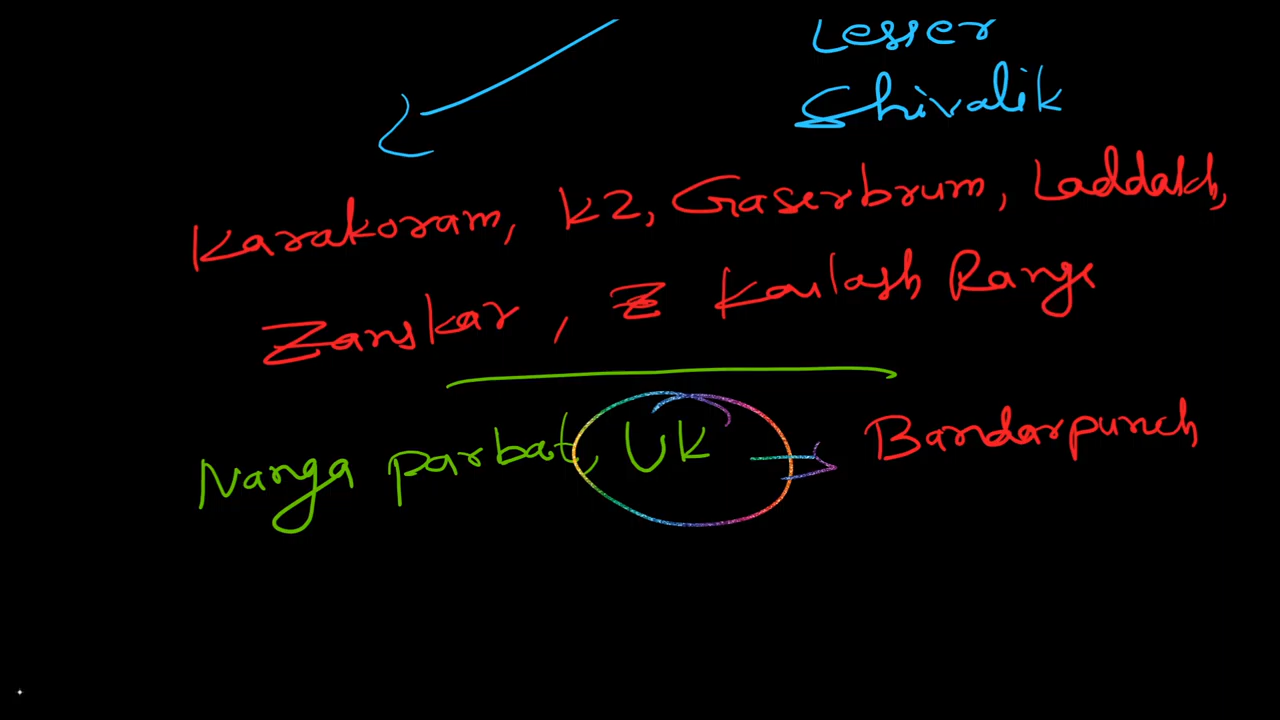 Lesser
Shivalik
Karakoram, K2, Gaserbrum, Laddakh,
Zanskar, Z Kailash Range
Nanga parbat, UK Bandarpunch